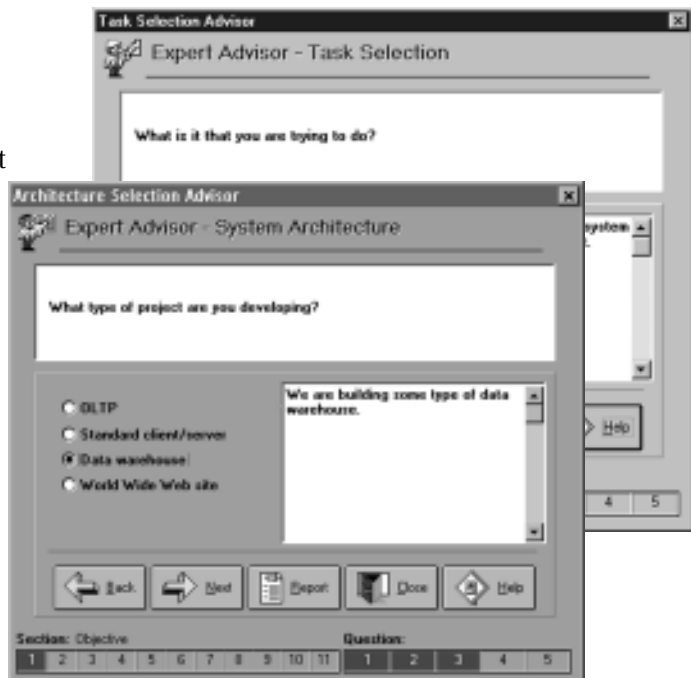 Task Selection Advisor
Expert Advisor - Task Selection
What is it that you are trying to do?
t
Architecture Selection Advisor
Expert Advisor - System Architecture
system
What type of project are you developing?
OLTP
Standard client/server
Data warehouse
World Wide Web site
We are building some type of data
warehouse.
Help
4 5
Back Next Report Close Help
Section: Objective Question:
1 2 3 4 5 6 7 8 9 10 11 1 2 3 4 5